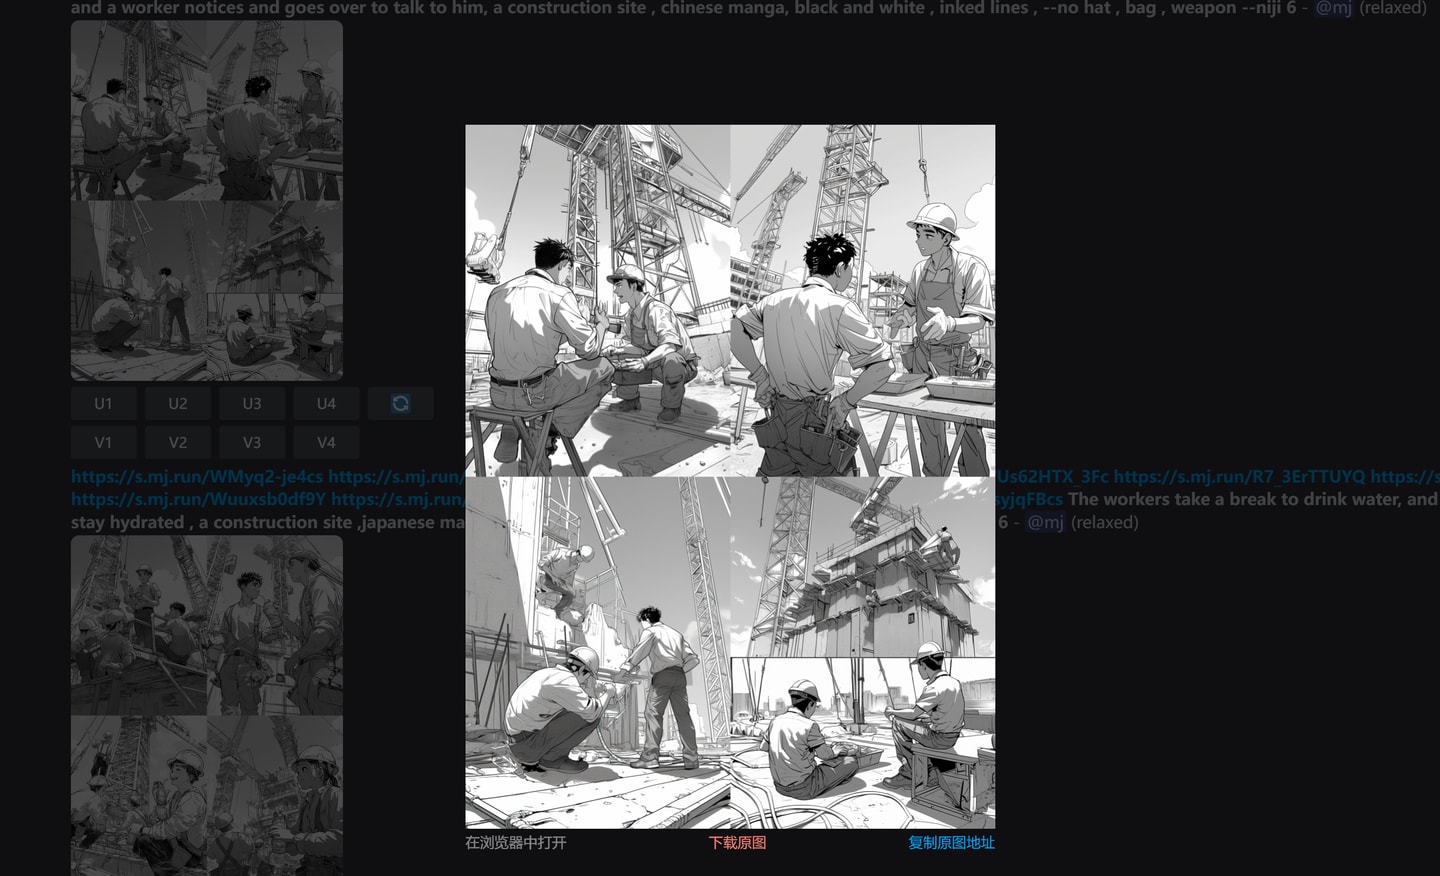 and a worker notices and goes over to talk to him, a construction site , chinese manga, black and white , inked lines , --no hat , bag , weapon --niji 6 - @mj (relaxed)
U1 U2 U3 U4
V1 V2 V3 V4
https://s.mj.run/WMyq2-je4cs https://s.mj.run/ Us62HTX_3Fc https://s.mj.run/R7_3ErTTUYQ https://s
https://s.mj.run/Wuuxsb0df9Y https://s.mj.run/ syjqFBcs The workers take a break to drink water, and
stay hydrated , a construction site ,japanese ma 6 - @mj (relaxed)
在浏览器中打开 下载原图 复制原图地址